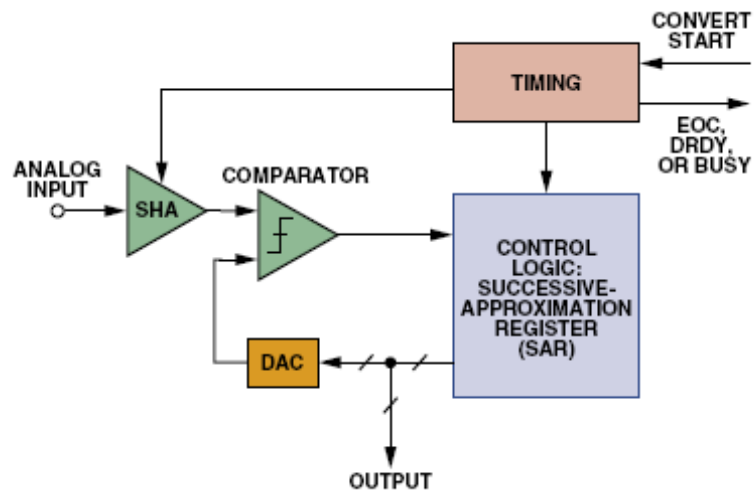 CONVERT
START
TIMING
EOC,
DRDY,
OR BUSY
ANALOG
INPUT
SHA
COMPARATOR
CONTROL
LOGIC:
SUCCESSIVE-
APPROXIMATION
REGISTER
(SAR)
DAC
OUTPUT